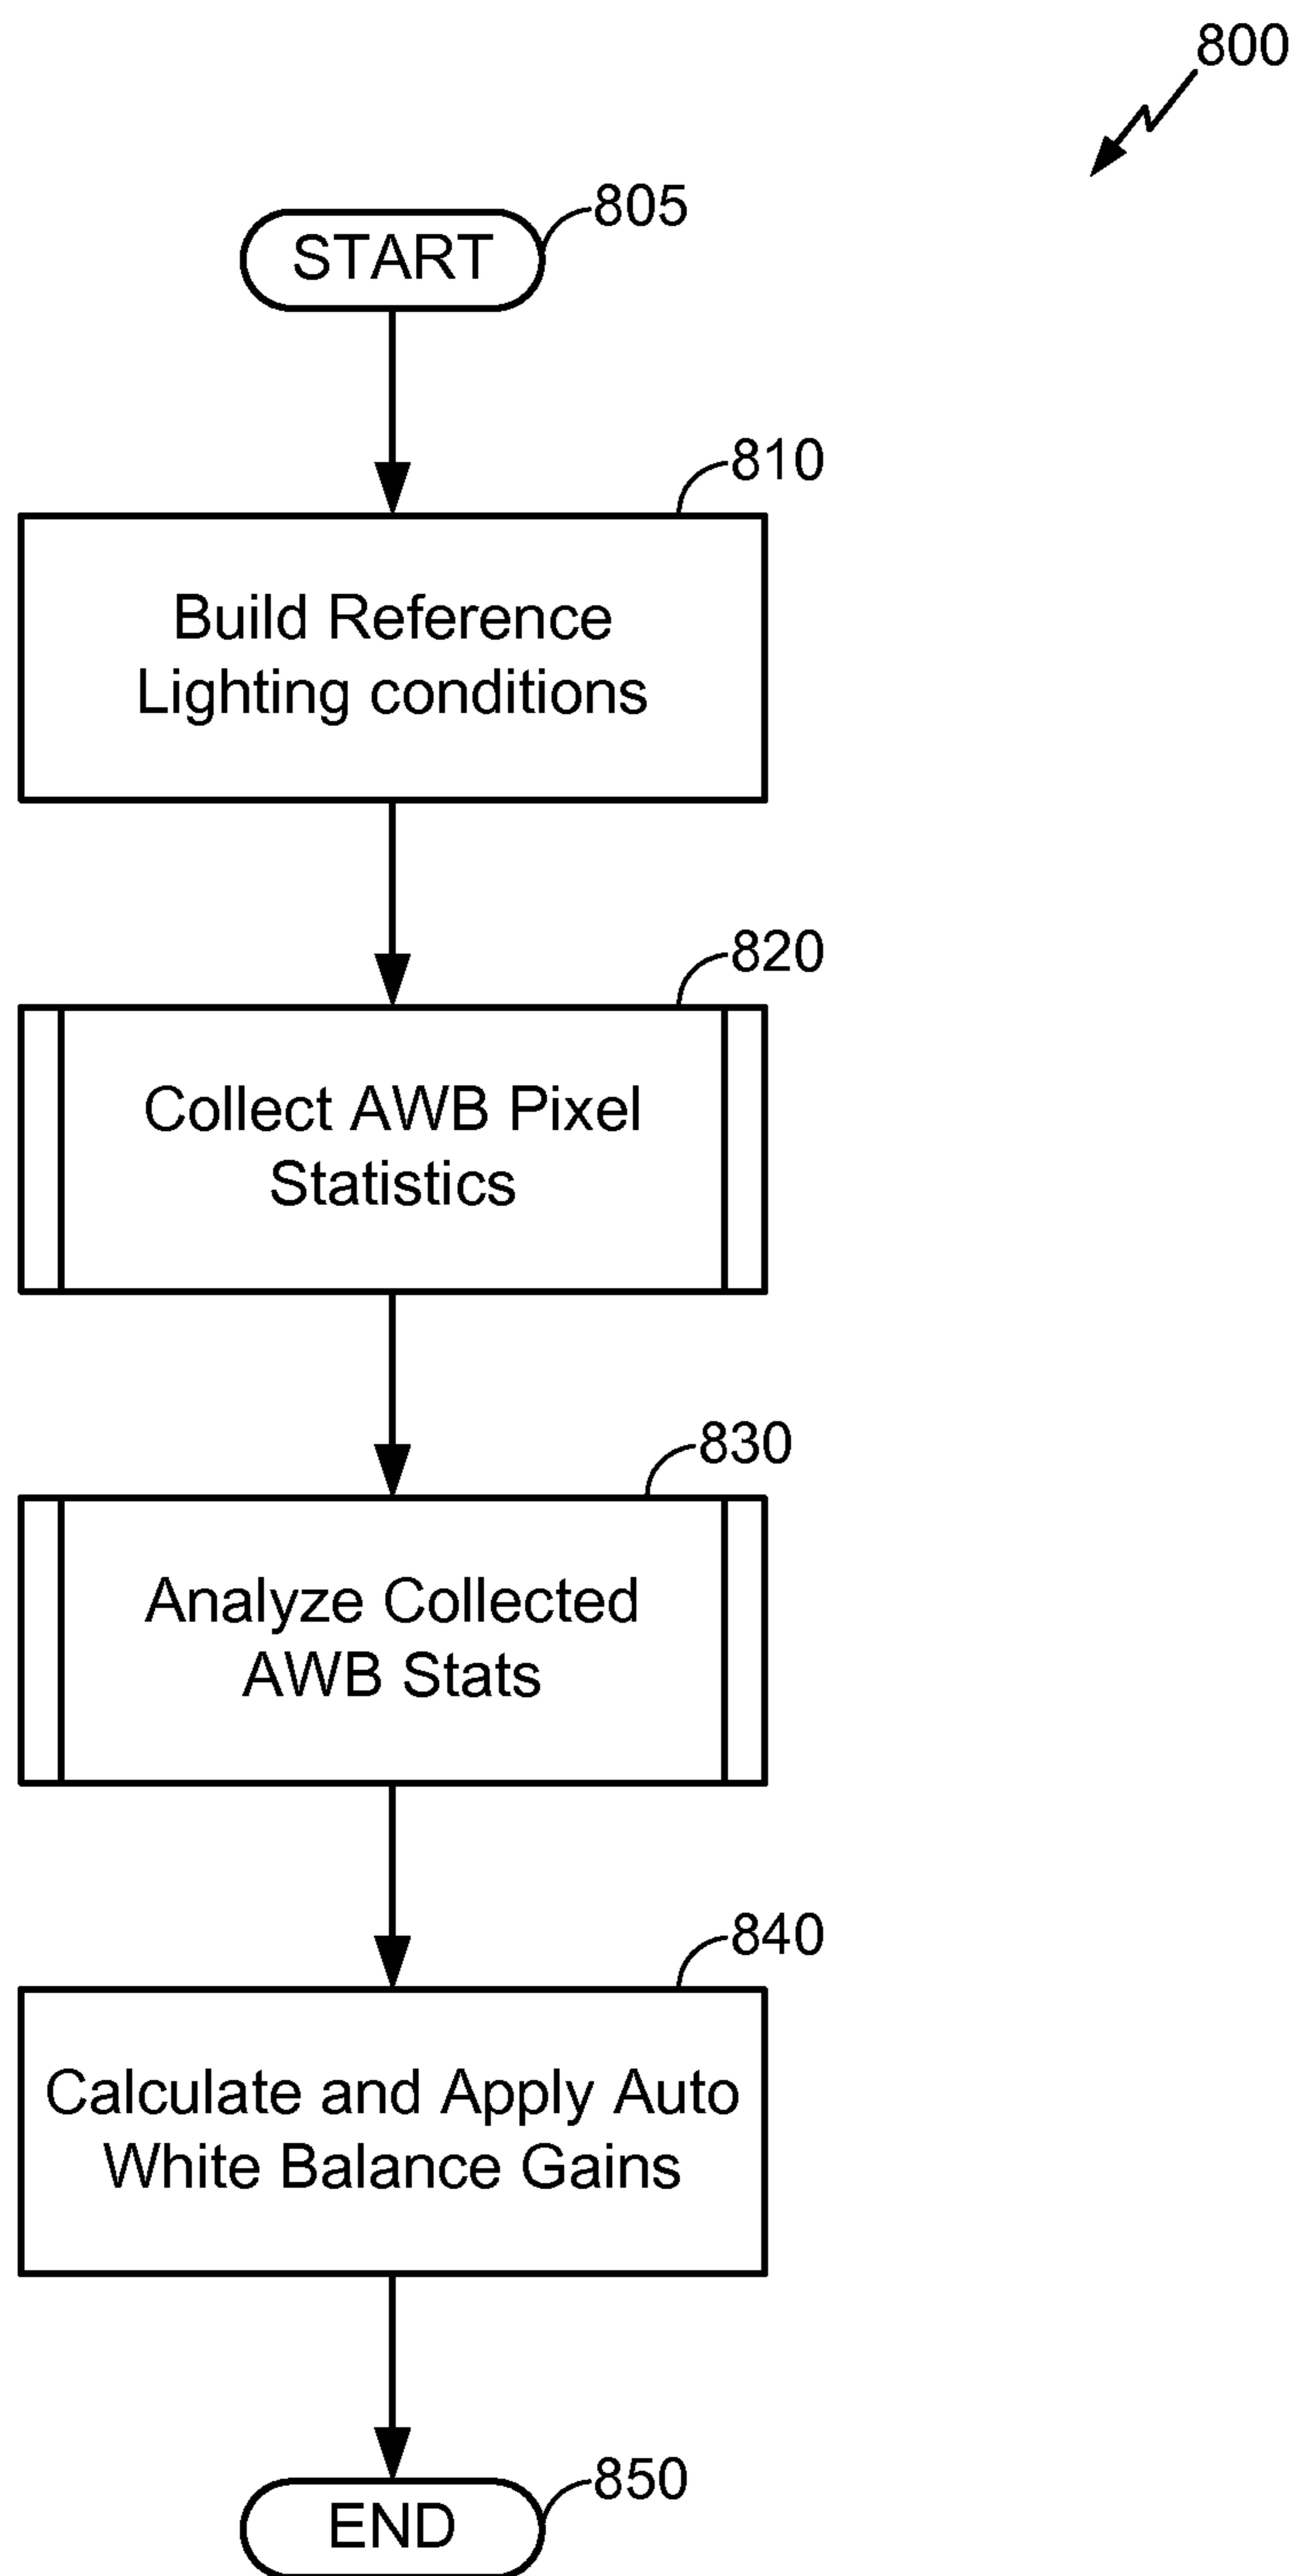 800
805
START
810
Build Reference
Lighting conditions
820
Collect AWB Pixel
Statistics
830
Analyze Collected
AWB Stats
840
Calculate and Apply Auto
White Balance Gains
850
END